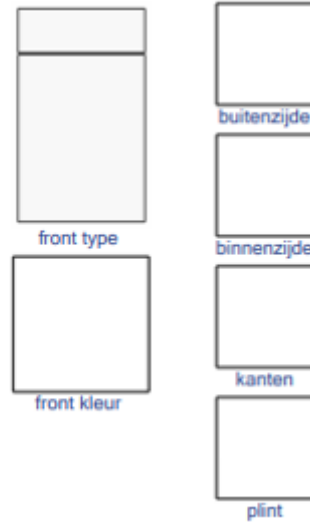 front type
front kleur
buitenzijde
binnenzijde
kanten
plint